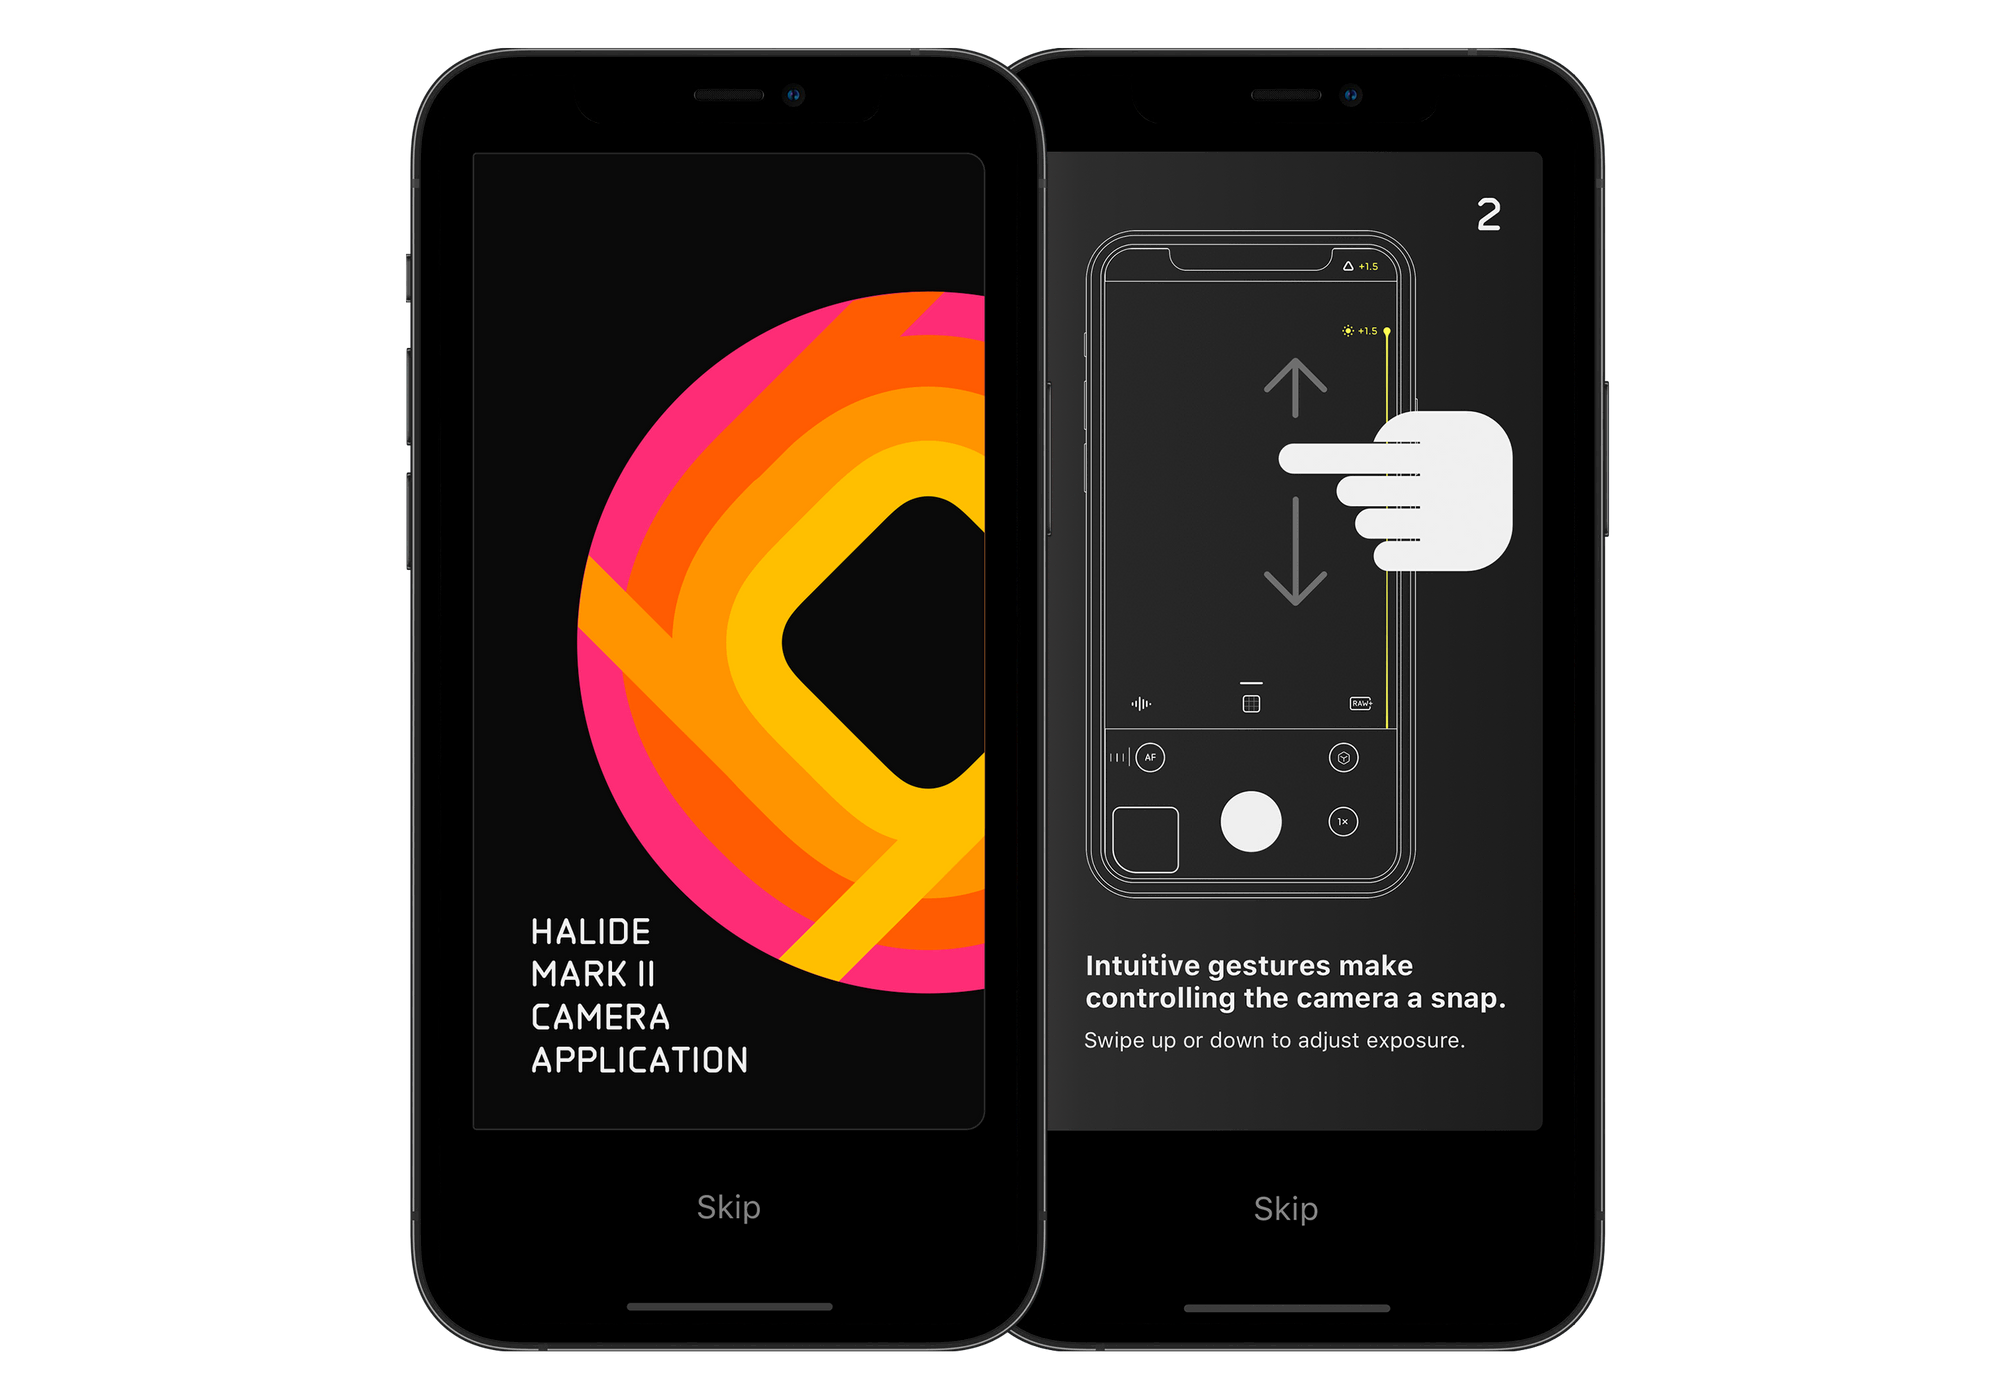 HALIDE
MARK II
CAMERA
APPLICATION
Skip
2
+1.5
+1.5
RAW+
AF
1×
Intuitive gestures make
controlling the camera a snap.
Swipe up or down to adjust exposure.
Skip